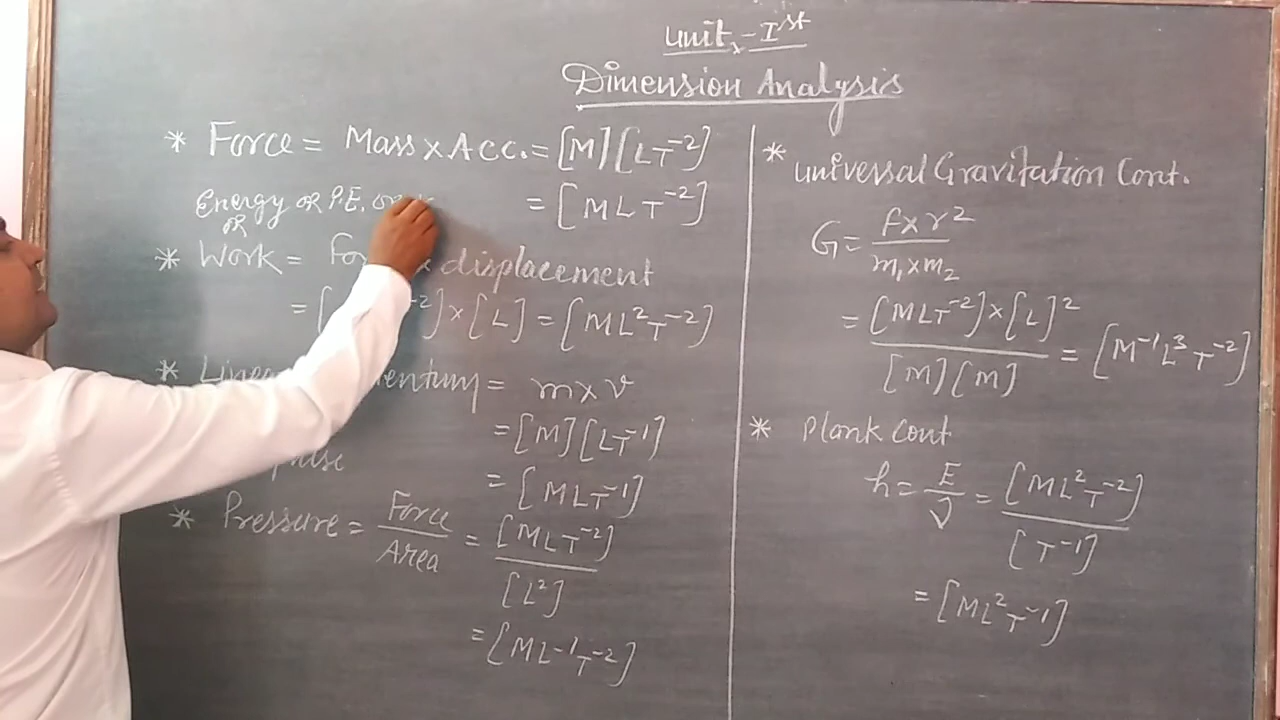 Unit - Ist
Dimension Analysis
* Force = Mass x Acc. = [M][LT⁻²]
= [MLT⁻²]
Energy or P.E. or
or
* Work = x displacement
= [ ⁻²] x [L] = [ML²T⁻²]
* = m x v
= [M][LT⁻¹]
= [MLT⁻¹]
* Pressure = Force / Area = [MLT⁻²] / [L²]
= [ML⁻¹T⁻²]
* Universal Gravitation Cont.
G = F x r² / m₁ x m₂
= [MLT⁻²] x [L]² / [M][M] = [M⁻¹L³T⁻²]
* Plank Cont
h = E / ν = [ML²T⁻²] / [T⁻¹]
= [ML²T⁻¹]